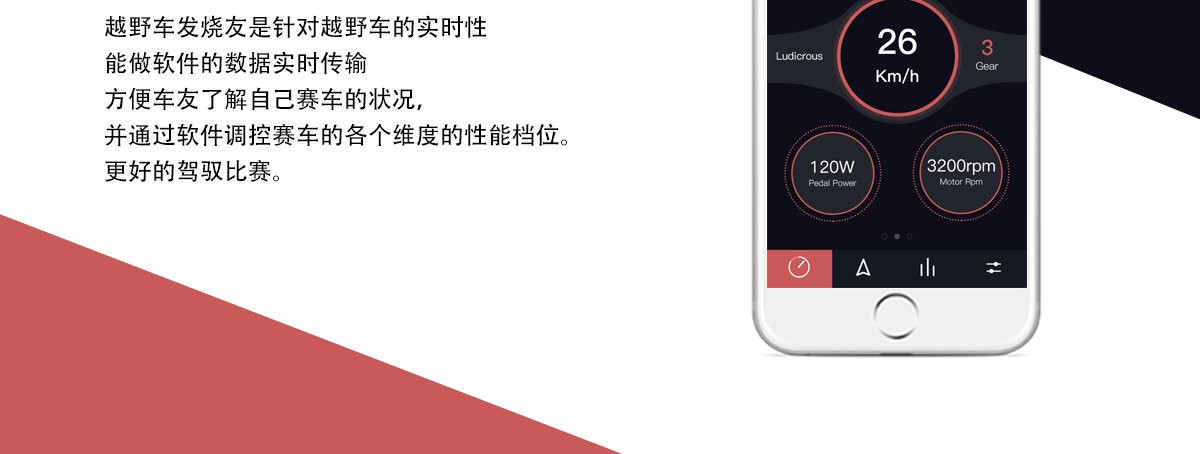 越野车发烧友是针对越野车的实时性
能做软件的数据实时传输
方便车友了解自己赛车的状况,
并通过软件调控赛车的各个维度的性能档位。
更好的驾驭比赛。
Ludicrous
26
Km/h
3
Gear
120W
Pedal Power
3200rpm
Motor Rpm